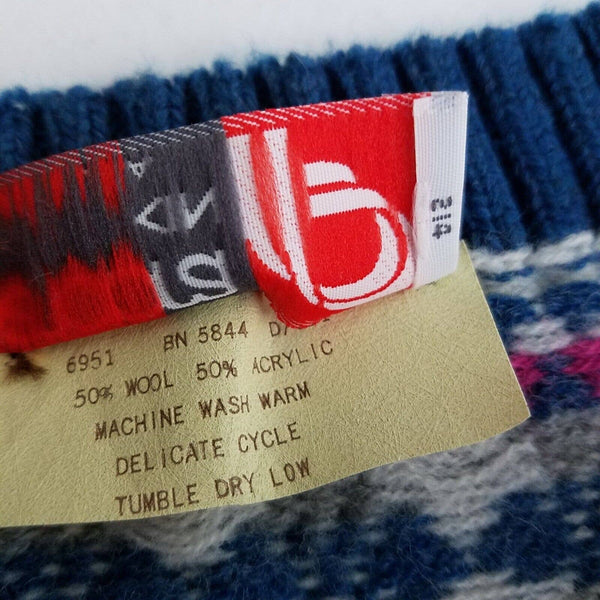 6951 BN 5844
50% WOOL 50% ACRYLIC
MACHINE WASH WARM
DELICATE CYCLE
TUMBLE DRY LOW